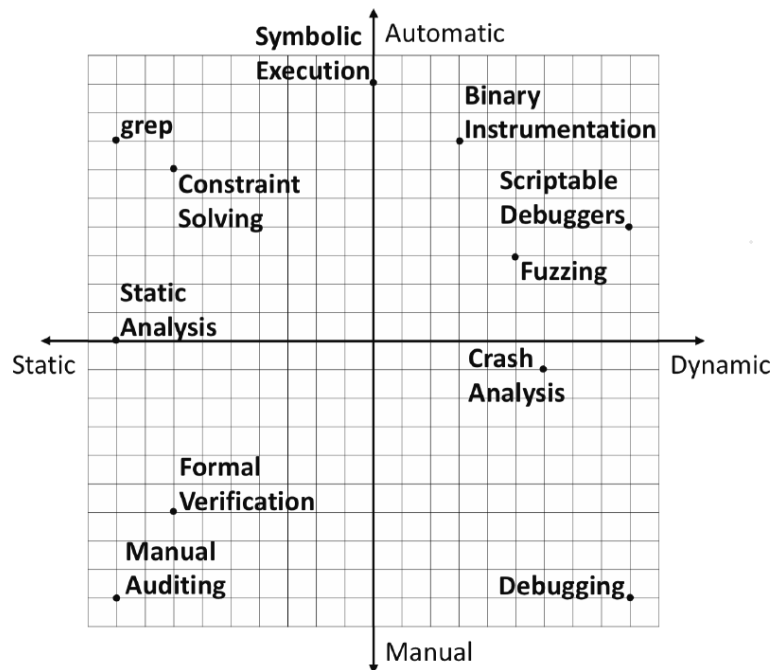 Symbolic
Execution
Automatic
Binary
Instrumentation
grep
Constraint
Solving
Scriptable
Debuggers
Fuzzing
Static
Analysis
Static
Dynamic
Crash
Analysis
Formal
Verification
Manual
Auditing
Debugging
Manual